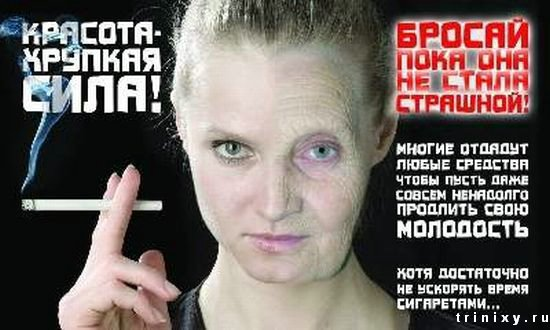 КРАСОТА-
ХРУПКАЯ
СИЛА!
БРОСАЙ
ПОКА ОНА
НЕ СТАЛА
СТРАШНОЙ!
МНОГИЕ ОТДАДУТ
ЛЮБЫЕ СРЕДСТВА
ЧТОБЫ ПУСТЬ ДАЖЕ
СОВСЕМ НЕНАДОЛГО
ПРОДЛИТЬ СВОЮ
МОЛОДОСТЬ
ХОТЯ ДОСТАТОЧНО
НЕ УСКОРЯТЬ ВРЕМЯ
СИГАРЕТАМИ...
trinixy.ru